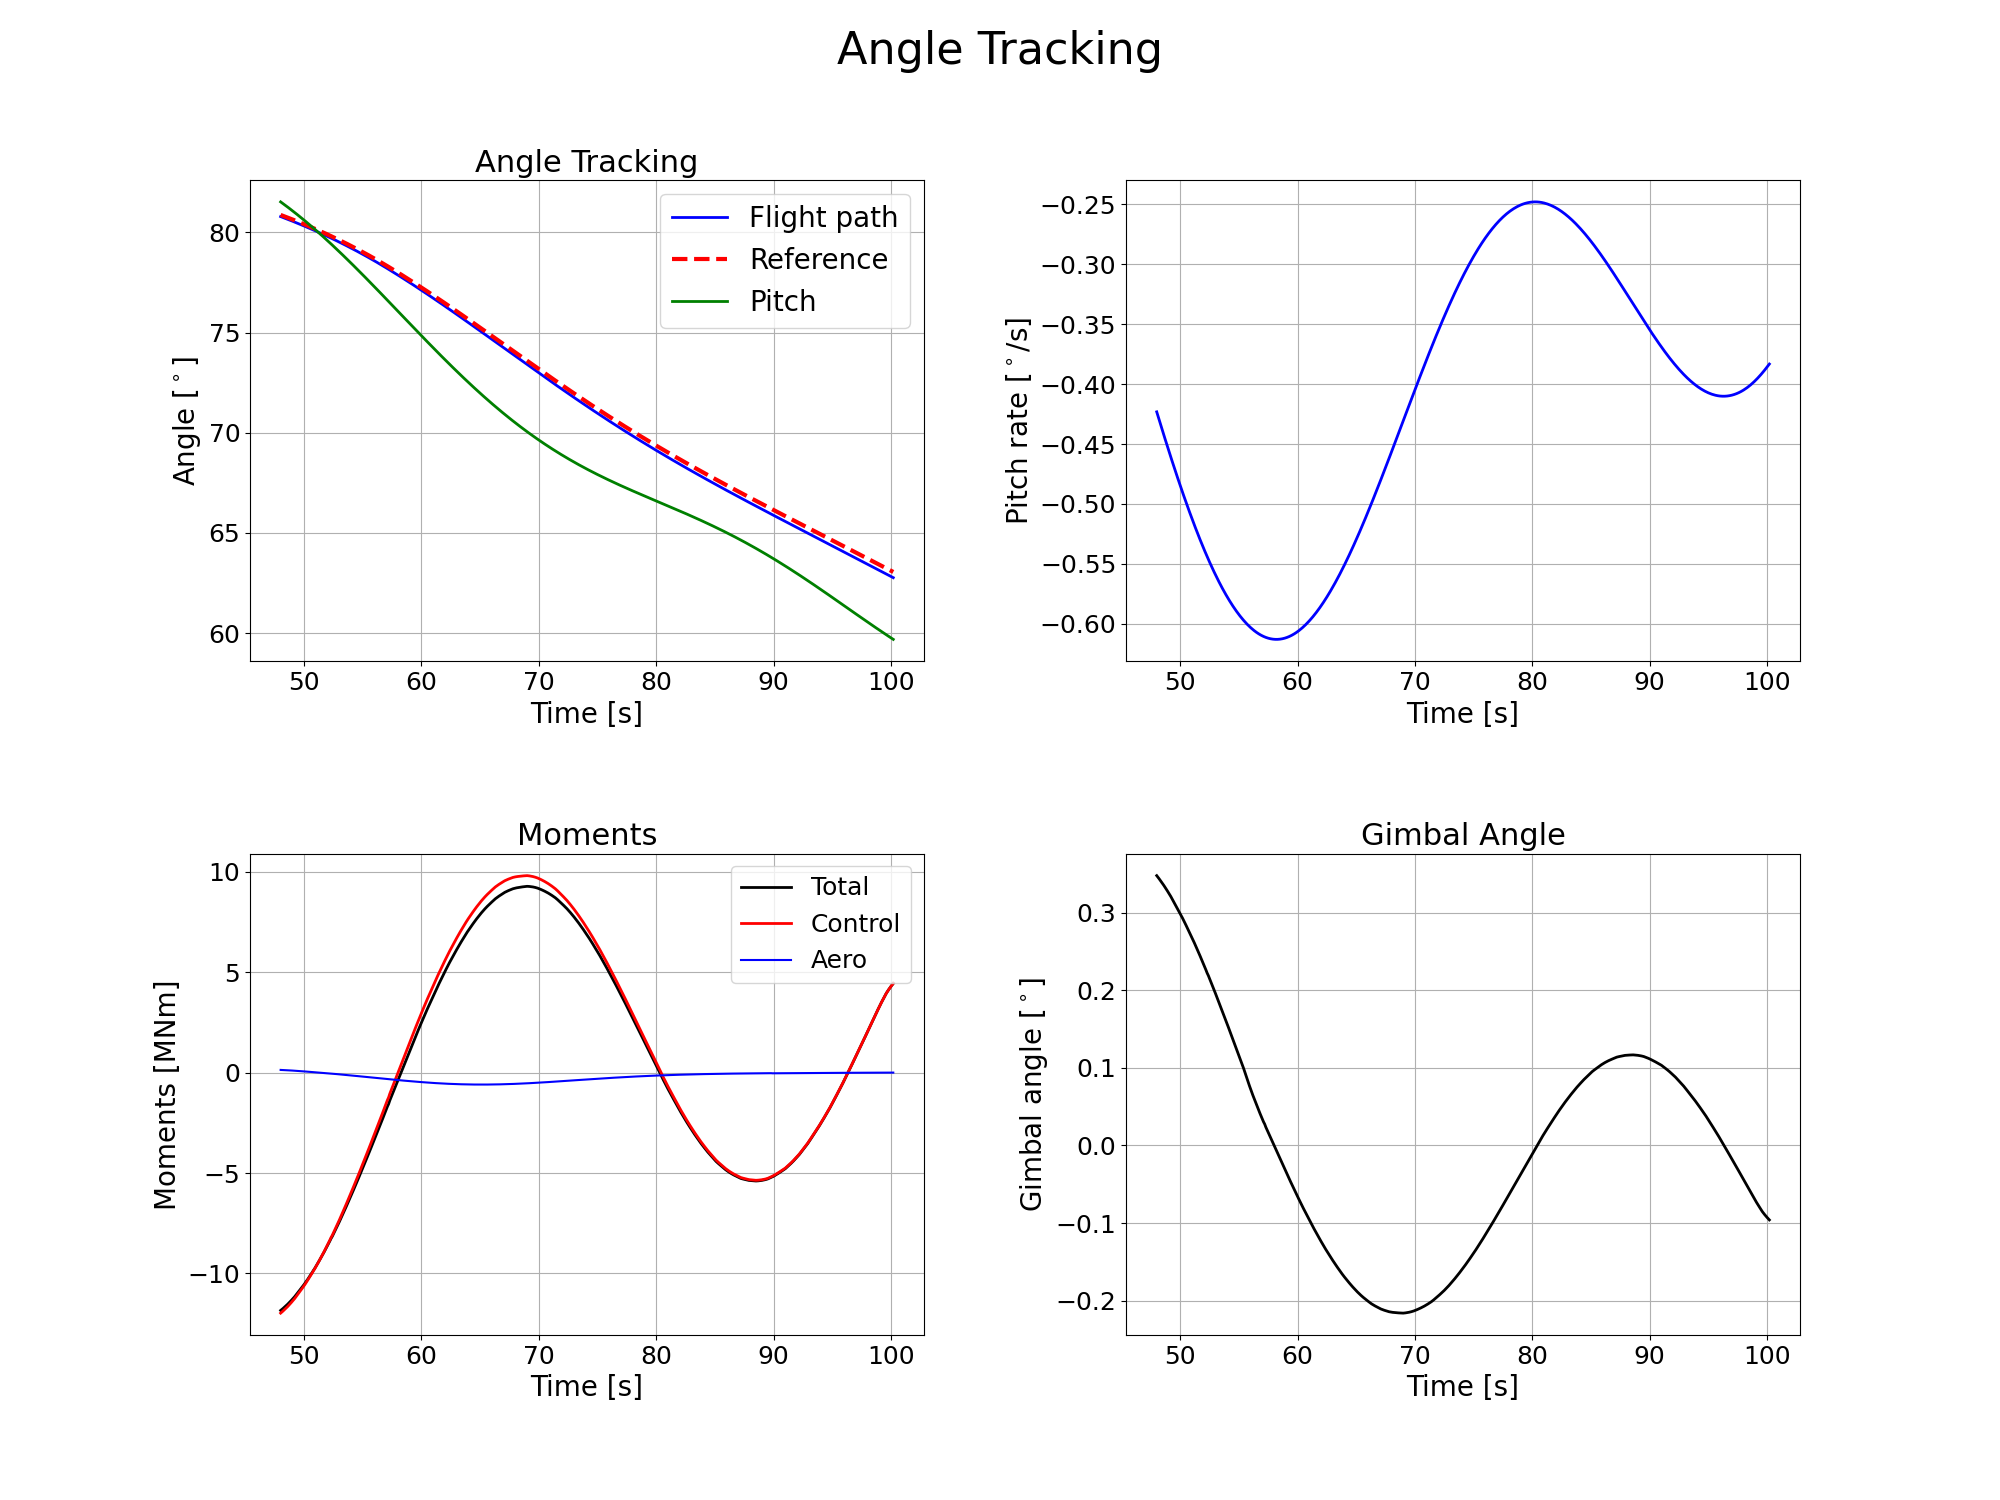 Angle Tracking
Angle Tracking
Flight path
Reference
Pitch
Angle [°]
80
75
70
65
60
50 60 70 80 90 100
Time [s]
Pitch rate [°/s]
−0.25
−0.30
−0.35
−0.40
−0.45
−0.50
−0.55
−0.60
50 60 70 80 90 100
Time [s]
Moments
Total
Control
Aero
Moments [MNm]
10
5
0
−5
−10
50 60 70 80 90 100
Time [s]
Gimbal Angle
Gimbal angle [°]
0.3
0.2
0.1
0.0
−0.1
−0.2
50 60 70 80 90 100
Time [s]